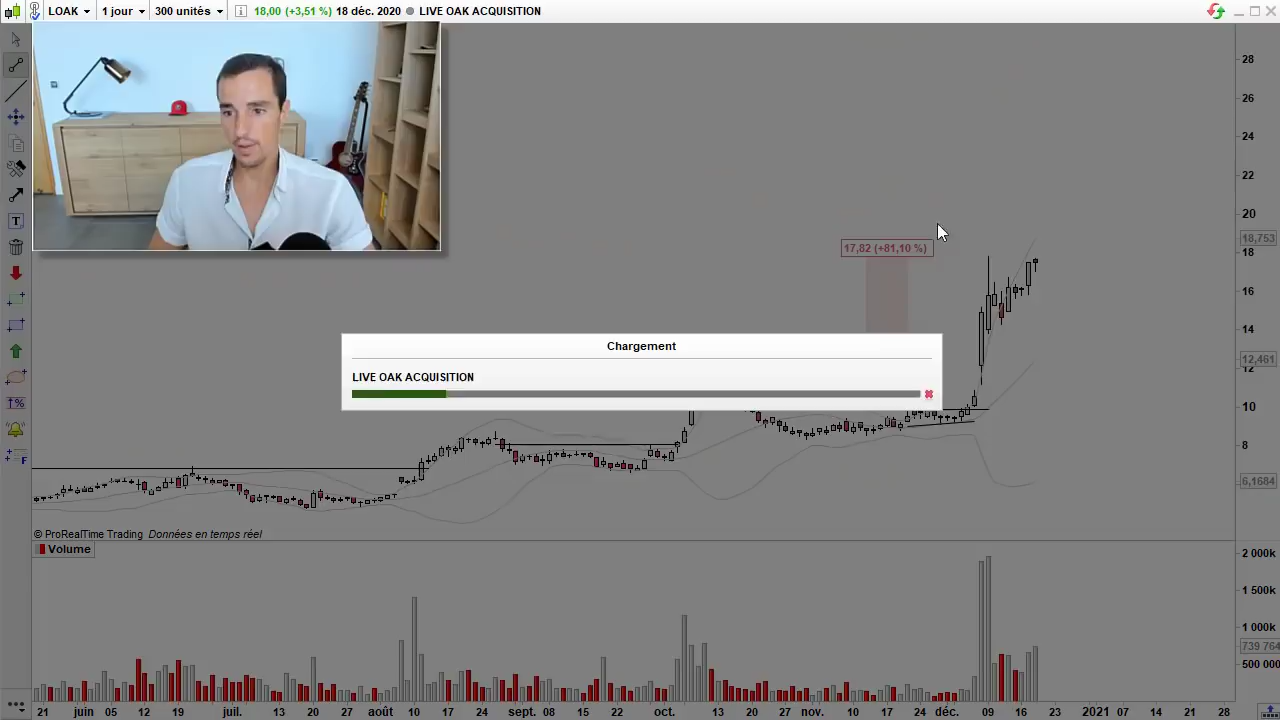 LOAK 1 jour 300 unités 18,00 (+3,51 %) 18 déc. 2020 LIVE OAK ACQUISITION
28
26
24
22
20
18,753
17,82 (+81,10 %)
18
16
14
Chargement
12,461
12
LIVE OAK ACQUISITION
10
8
6,1684
© ProRealTime Trading Données en temps réel
Volume
2 000k
1 500k
1 000k
739 764
500 000
21 juin 05 12 19 juil. 13 20 27 août 10 17 24 sept. 08 15 22 oct. 13 20 27 nov. 10 17 24 déc. 09 16 23 2021 07 14 21 28